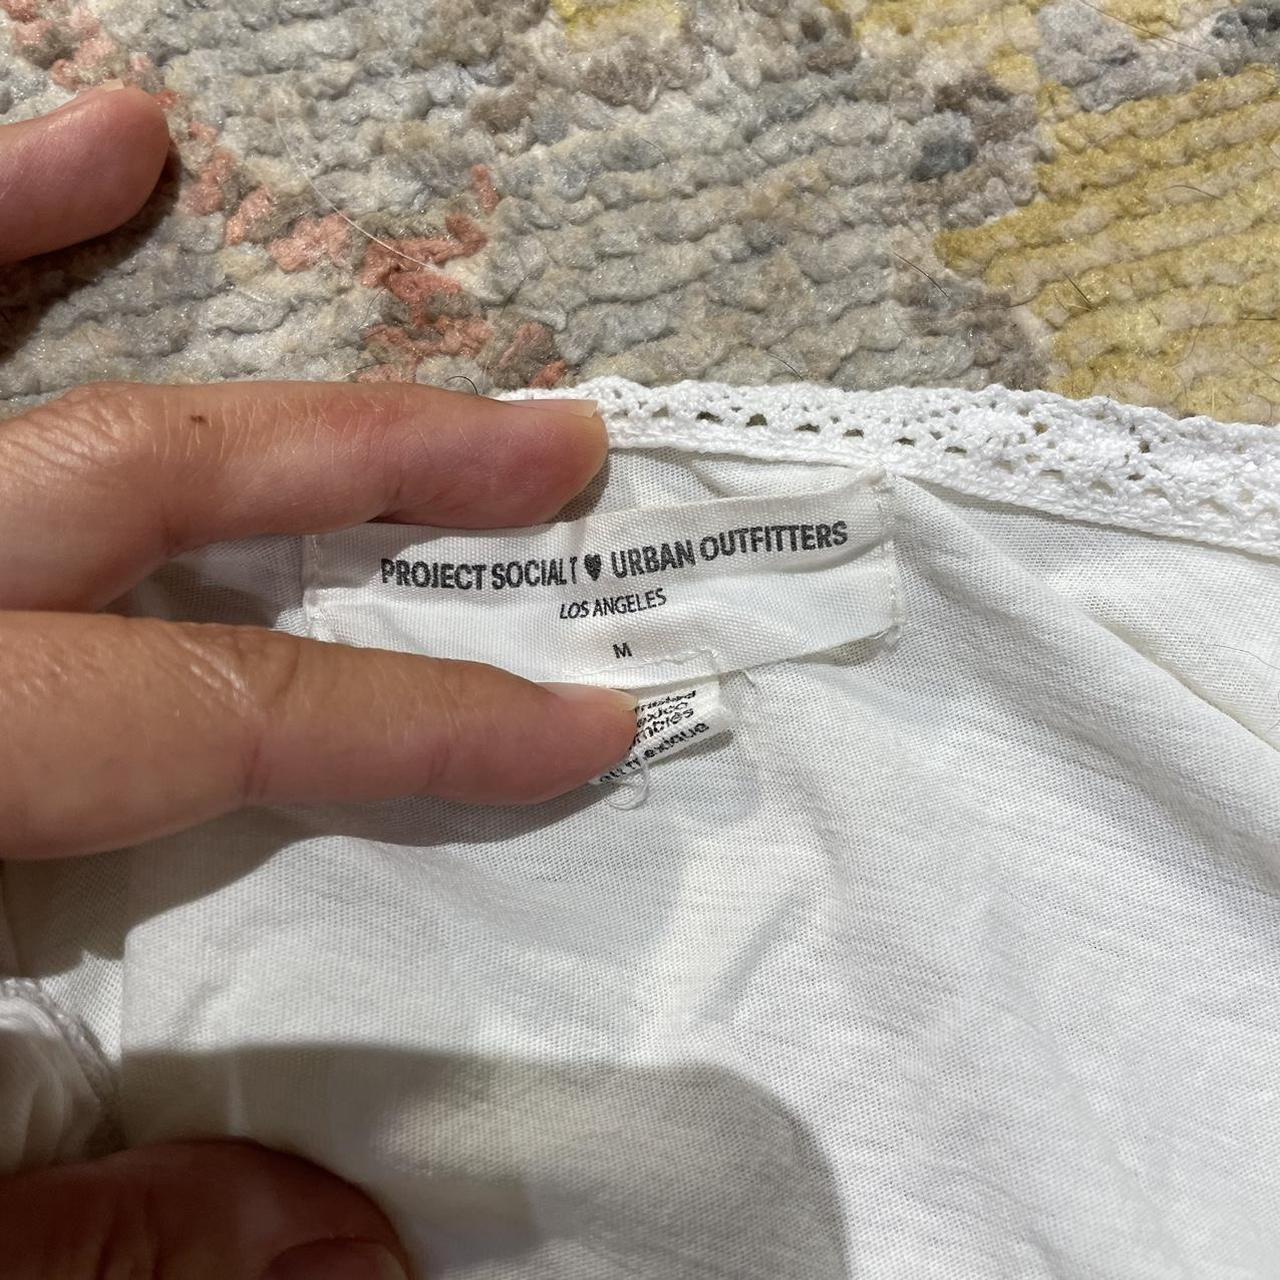 PROJECT SOCIAL T ♥ URBAN OUTFITTERS
LOS ANGELES
M